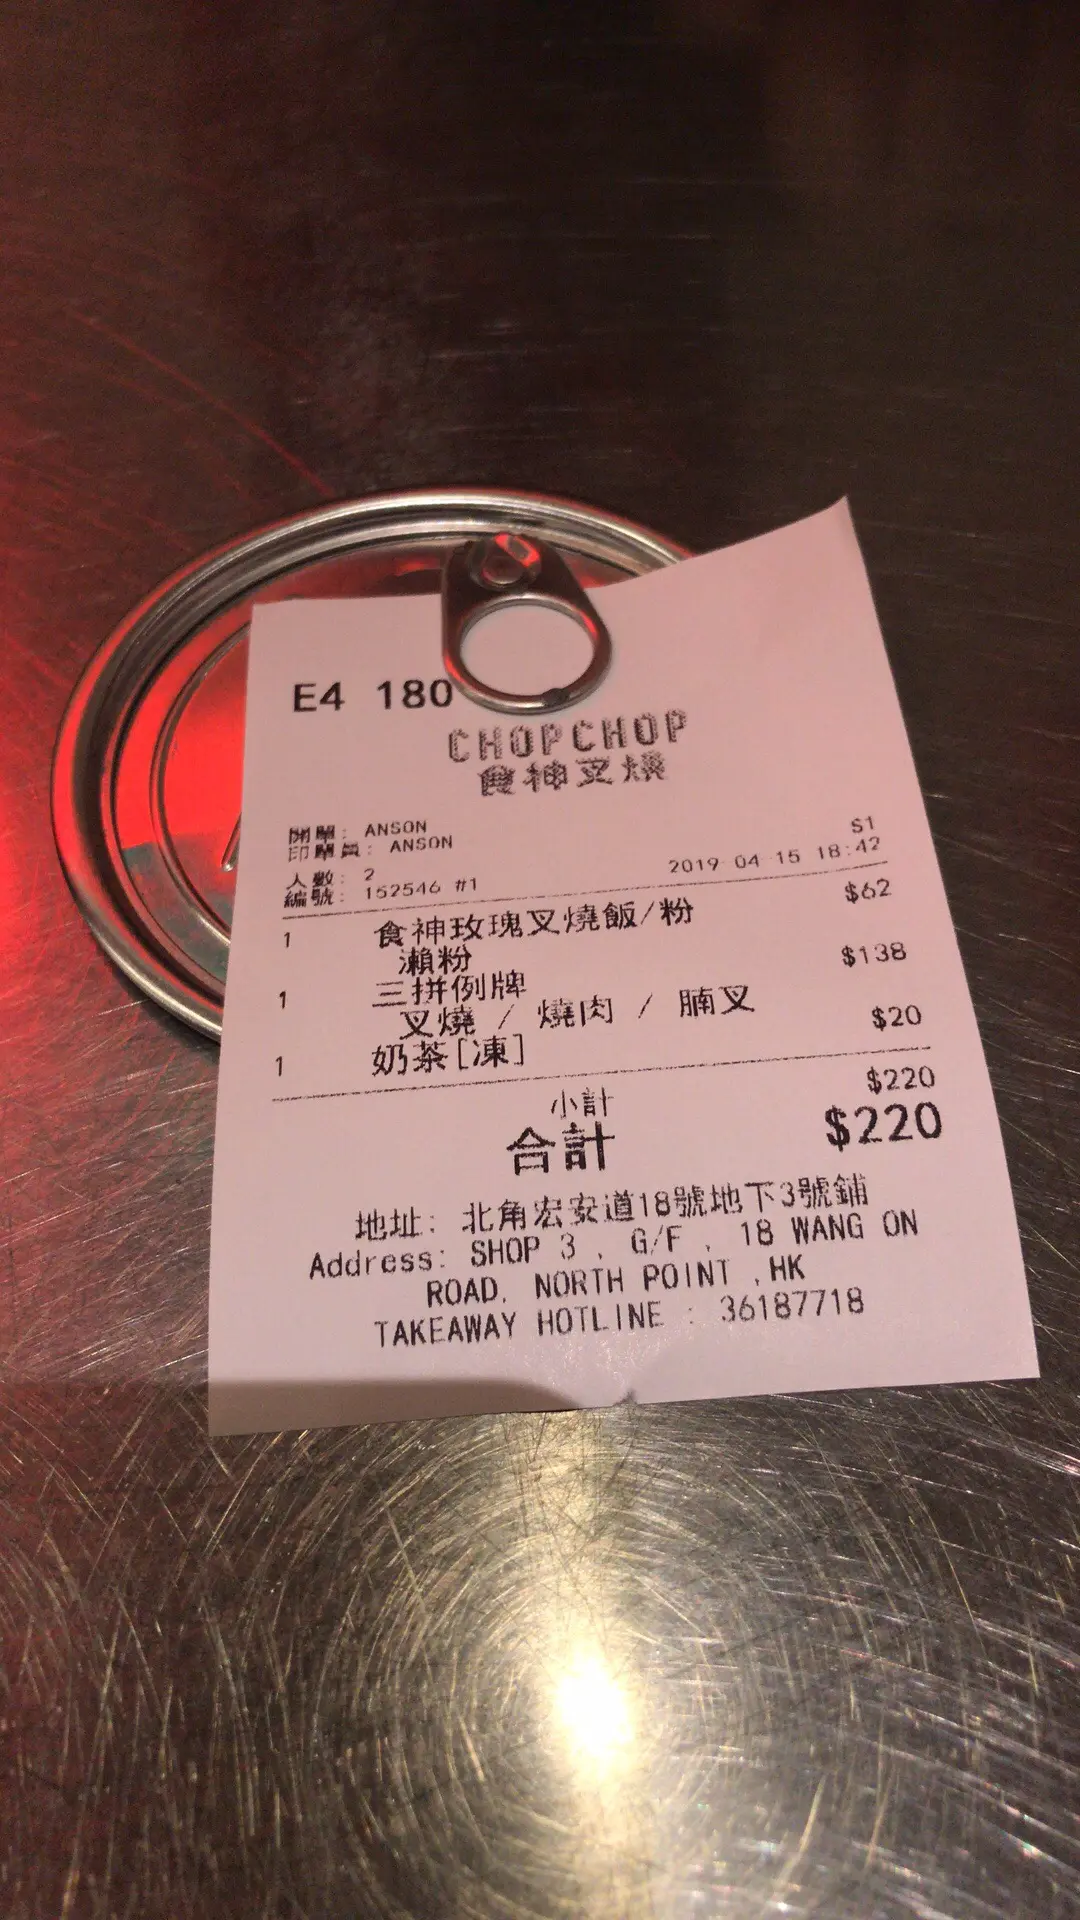 E4 180
CHOPCHOP
食神叉燒
開單: ANSON
印單員: ANSON S1
人數: 2 2019-04-15 18:42
編號: 152546 #1
1 食神玫瑰叉燒飯/粉 $62
瀨粉
1 三拼例牌 $138
叉燒 / 燒肉 / 腩叉
1 奶茶[凍] $20
小計 $220
合計 $220
地址: 北角宏安道18號地下3號鋪
Address: SHOP 3 , G/F , 18 WANG ON
ROAD, NORTH POINT ,HK
TAKEAWAY HOTLINE : 36187718